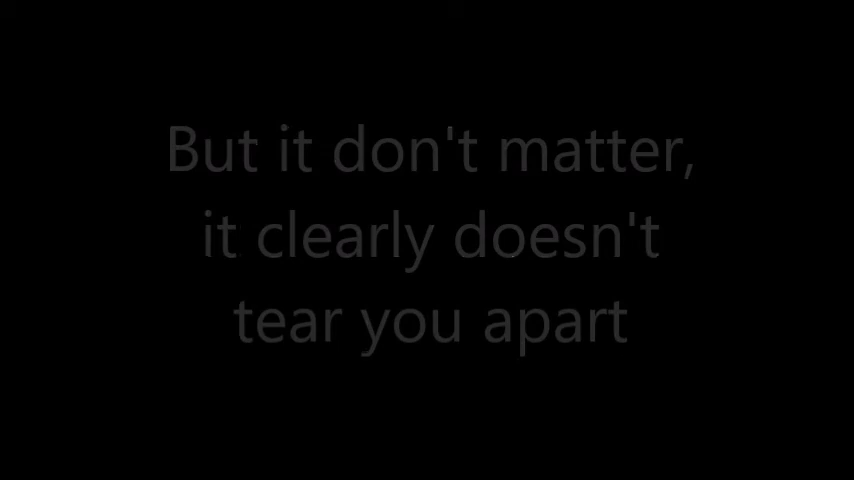 But it don't matter,
it clearly doesn't
tear you apart